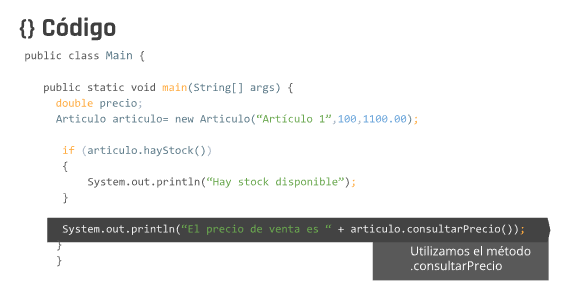 {} Código
public class Main {
public static void main(String[] args) {
double precio;
Articulo articulo= new Articulo(“Artículo 1”,100,1100.00);
if (articulo.hayStock())
{
System.out.println(“Hay stock disponible”);
}
System.out.println(“El precio de venta es “ + articulo.consultarPrecio());
}
}
Utilizamos el método
.consultarPrecio